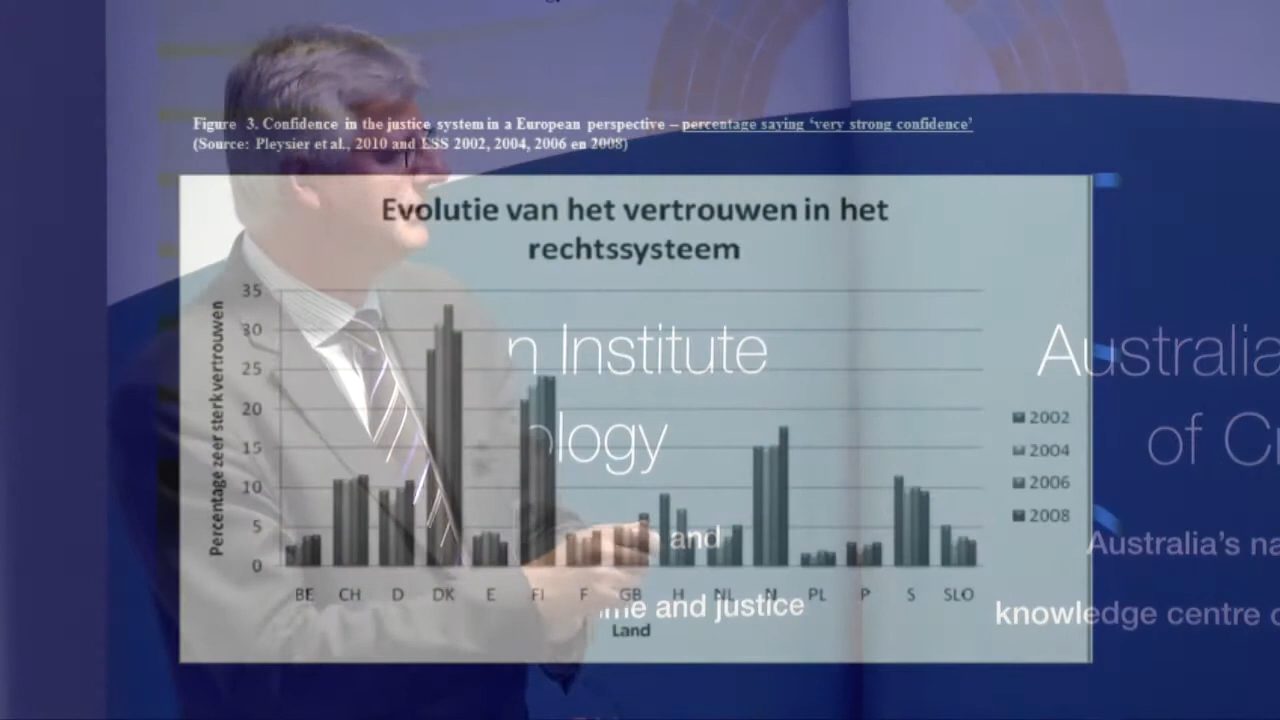 Figure 3. Confidence in the justice system in a European perspective – percentage saying ‘very strong confidence’
(Source: Pleysier et al., 2010 and ESS 2002, 2004, 2006 en 2008)
Evolutie van het vertrouwen in het
rechtssysteem
Percentage zeer sterk vertrouwen
35
30
25
20
15
10
5
0
BE CH D DK E FI F GB H NL N PL P S SLO
Land
2002
2004
2006
2008
n Institute
ology
and
me and justice
Australia
of Cr
Australia's na
knowledge centre o